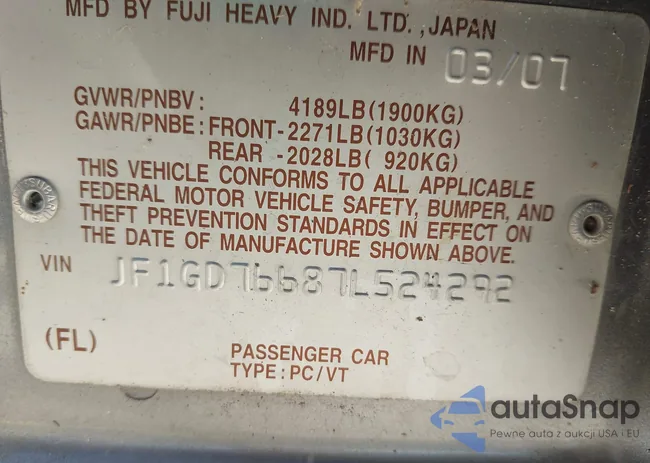 MFD BY FUJI HEAVY IND. LTD. ,JAPAN
MFD IN 03/07
GVWR/PNBV: 4189LB(1900KG)
GAWR/PNBE: FRONT-2271LB(1030KG)
REAR -2028LB( 920KG)
THIS VEHICLE CONFORMS TO ALL APPLICABLE
FEDERAL MOTOR VEHICLE SAFETY, BUMPER, AND
THEFT PREVENTION STANDARDS IN EFFECT ON
THE DATE OF MANUFACTURE SHOWN ABOVE.
VIN JF1GD76687L524292
(FL)
PASSENGER CAR
TYPE: PC/VT
autaSnap
Pewne auta z aukcji USA i EU